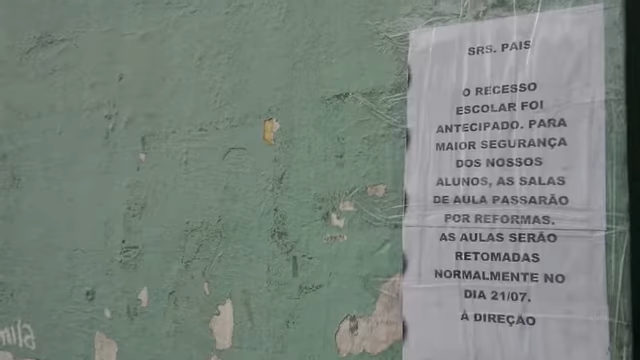 SRS. PAIS
O RECESSO
ESCOLAR FOI
ANTECIPADO. PARA
MAIOR SEGURANÇA
DOS NOSSOS
ALUNOS, AS SALAS
DE AULA PASSARÃO
POR REFORMAS.
AS AULAS SERÃO
RETOMADAS
NORMALMENTE NO
DIA 21/07.
À DIREÇÃO